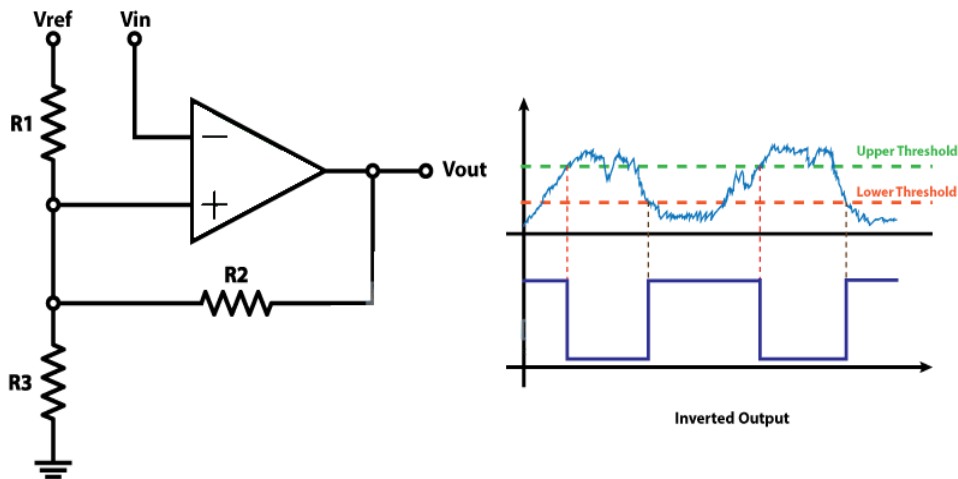 Vref
Vin
R1
−
+
Vout
R2
R3
Upper Threshold
Lower Threshold
Inverted Output